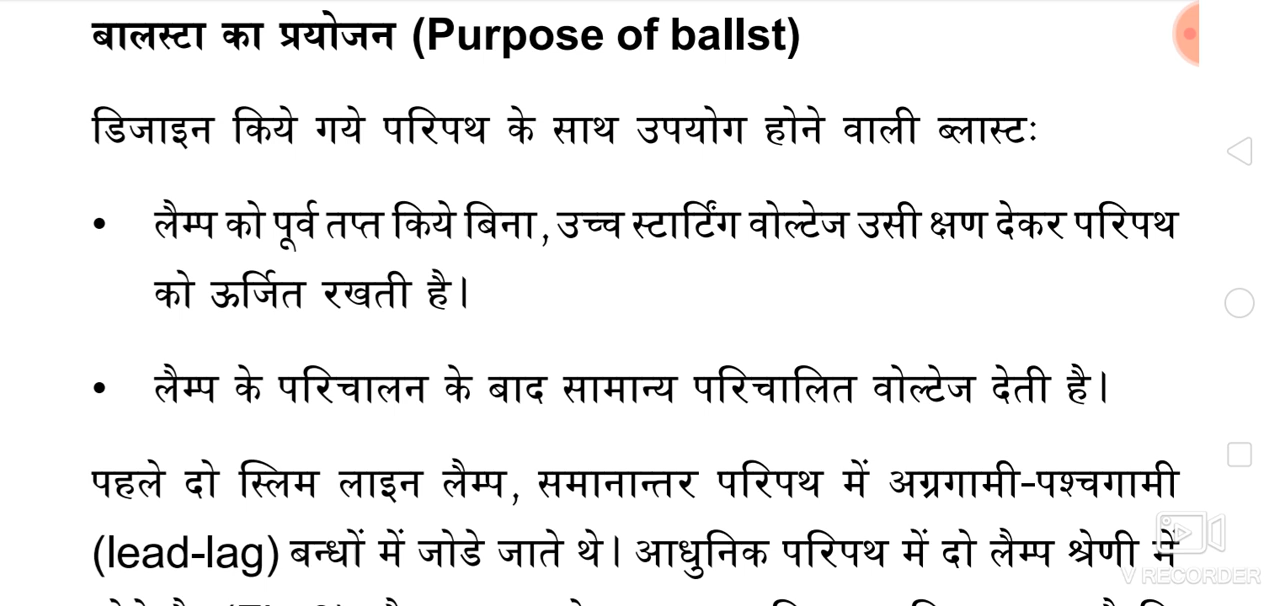 बालस्टा का प्रयोजन (Purpose of ballst)
डिजाइन किये गये परिपथ के साथ उपयोग होने वाली ब्लास्टः
• लैम्प को पूर्व तप्त किये बिना, उच्च स्टार्टिंग वोल्टेज उसी क्षण देकर परिपथ
को ऊर्जित रखती है।
• लैम्प के परिचालन के बाद सामान्य परिचालित वोल्टेज देती है।
पहले दो स्लिम लाइन लैम्प, समानान्तर परिपथ में अग्रगामी-पश्चगामी
(lead-lag) बन्धों में जोडे जाते थे। आधुनिक परिपथ में दो लैम्प श्रेणी में
V RECORDER